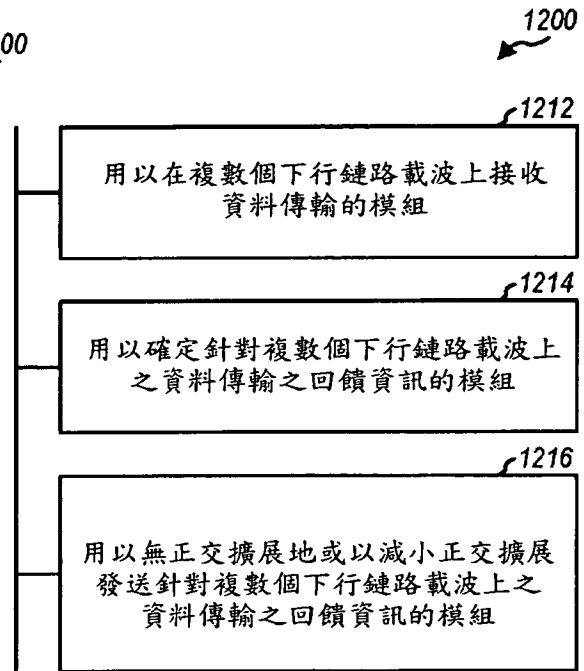 1200
00
1212
用以在複數個下行鏈路載波上接收
資料傳輸的模組
1214
用以確定針對複數個下行鏈路載波上
之資料傳輸之回饋資訊的模組
1216
用以無正交擴展地或以減小正交擴展
發送針對複數個下行鏈路載波上之
資料傳輸之回饋資訊的模組